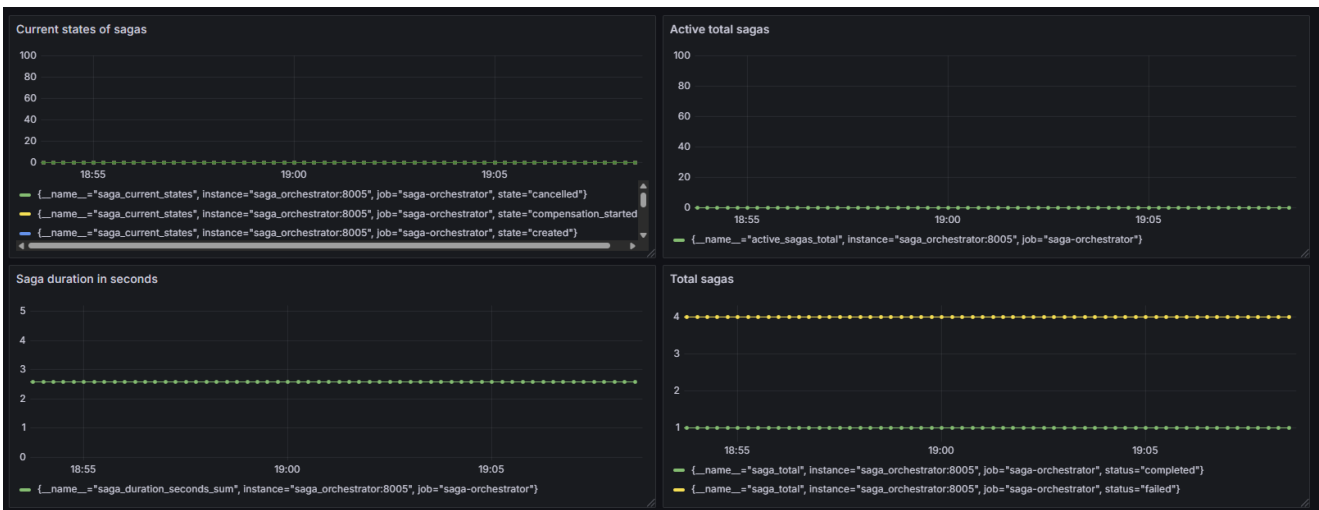 Current states of sagas
100
80
60
40
20
0
18:55 19:00 19:05
{__name__="saga_current_states", instance="saga_orchestrator:8005", job="saga-orchestrator", state="cancelled"}
{__name__="saga_current_states", instance="saga_orchestrator:8005", job="saga-orchestrator", state="compensation_started
{__name__="saga_current_states", instance="saga_orchestrator:8005", job="saga-orchestrator", state="created"}
Active total sagas
100
80
60
40
20
0
18:55 19:00 19:05
{__name__="active_sagas_total", instance="saga_orchestrator:8005", job="saga-orchestrator"}
Saga duration in seconds
5
4
3
2
1
0
18:55 19:00 19:05
{__name__="saga_duration_seconds_sum", instance="saga_orchestrator:8005", job="saga-orchestrator"}
Total sagas
4
3
2
1
18:55 19:00 19:05
{__name__="saga_total", instance="saga_orchestrator:8005", job="saga-orchestrator", status="completed"}
{__name__="saga_total", instance="saga_orchestrator:8005", job="saga-orchestrator", status="failed"}